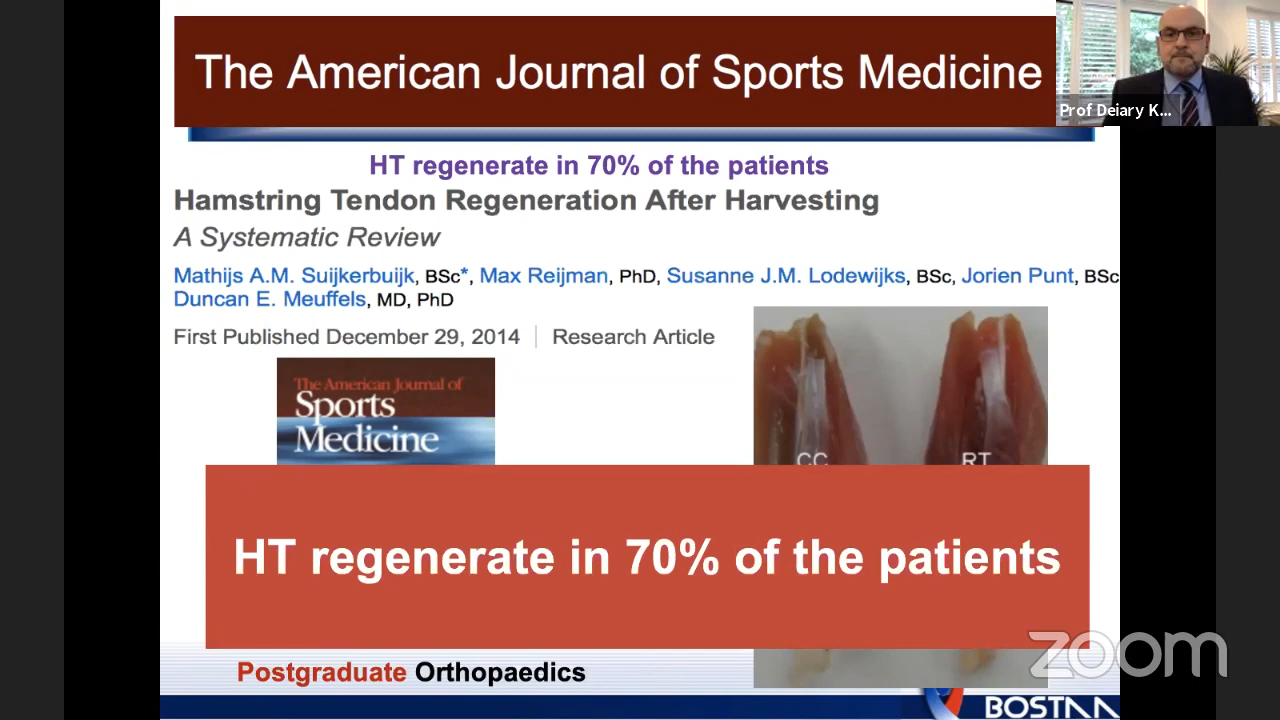 The American Journal of Sports Medicine
Prof Deiary K...
HT regenerate in 70% of the patients
Hamstring Tendon Regeneration After Harvesting
A Systematic Review
Mathijs A.M. Suijkerbuijk, BSc*, Max Reijman, PhD, Susanne J.M. Lodewijks, BSc, Jorien Punt, BSc
Duncan E. Meuffels, MD, PhD
First Published December 29, 2014 | Research Article
The American Journal of
Sports
Medicine
CC
RT
HT regenerate in 70% of the patients
zoom
Postgraduate Orthopaedics